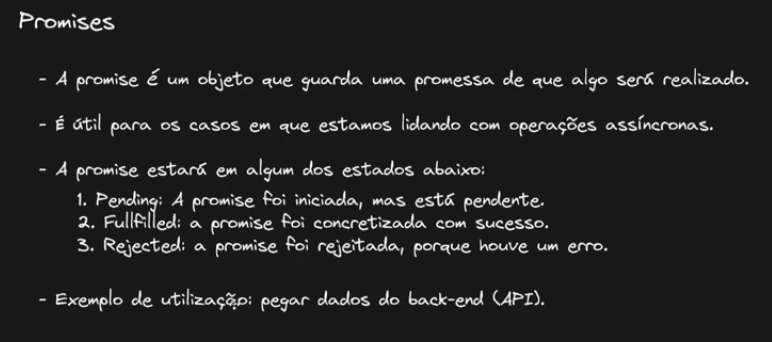 Promises
- A promise é um objeto que guarda uma promessa de que algo será realizado.
- É útil para os casos em que estamos lidando com operações assíncronas.
- A promise estará em algum dos estados abaixo:
1. Pending: A promise foi iniciada, mas está pendente.
2. Fullfilled: a promise foi concretizada com sucesso.
3. Rejected: a promise foi rejeitada, porque houve um erro.
- Exemplo de utilização: pegar dados do back-end (API).